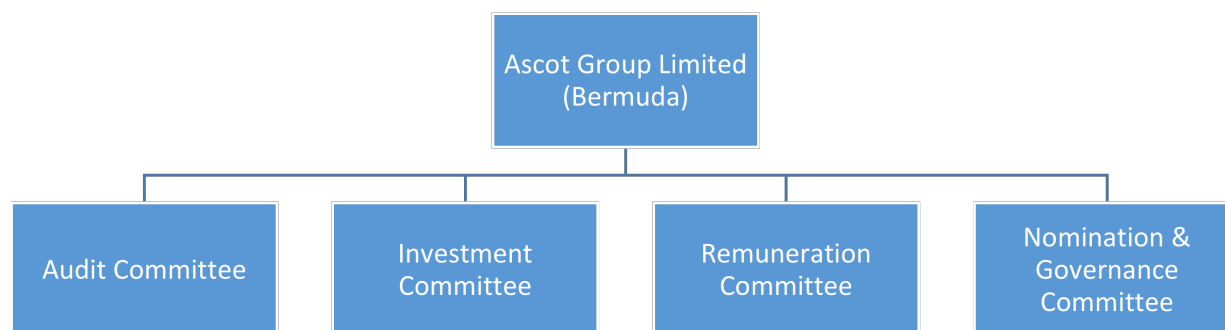 Ascot Group Limited
(Bermuda)
Audit Committee
Investment
Committee
Remuneration
Committee
Nomination &
Governance
Committee